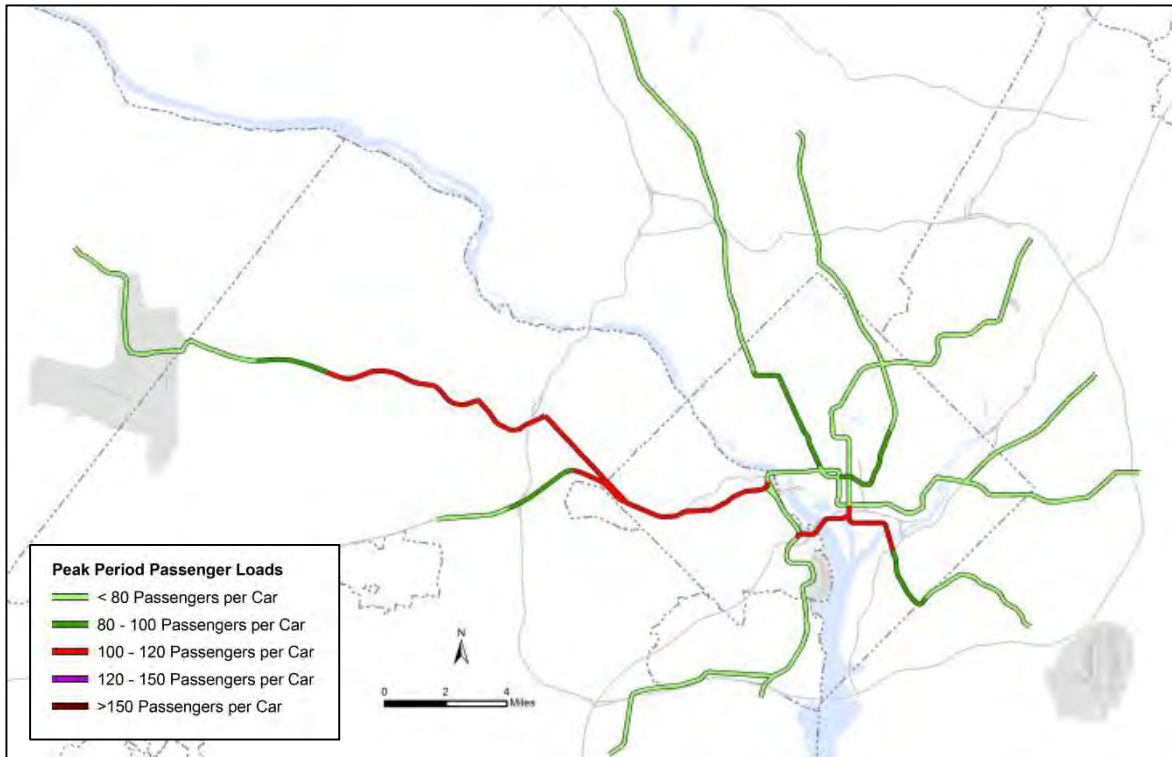 Peak Period Passenger Loads
< 80 Passengers per Car
80 - 100 Passengers per Car
100 - 120 Passengers per Car
120 - 150 Passengers per Car
>150 Passengers per Car
N
0 2 4
Miles